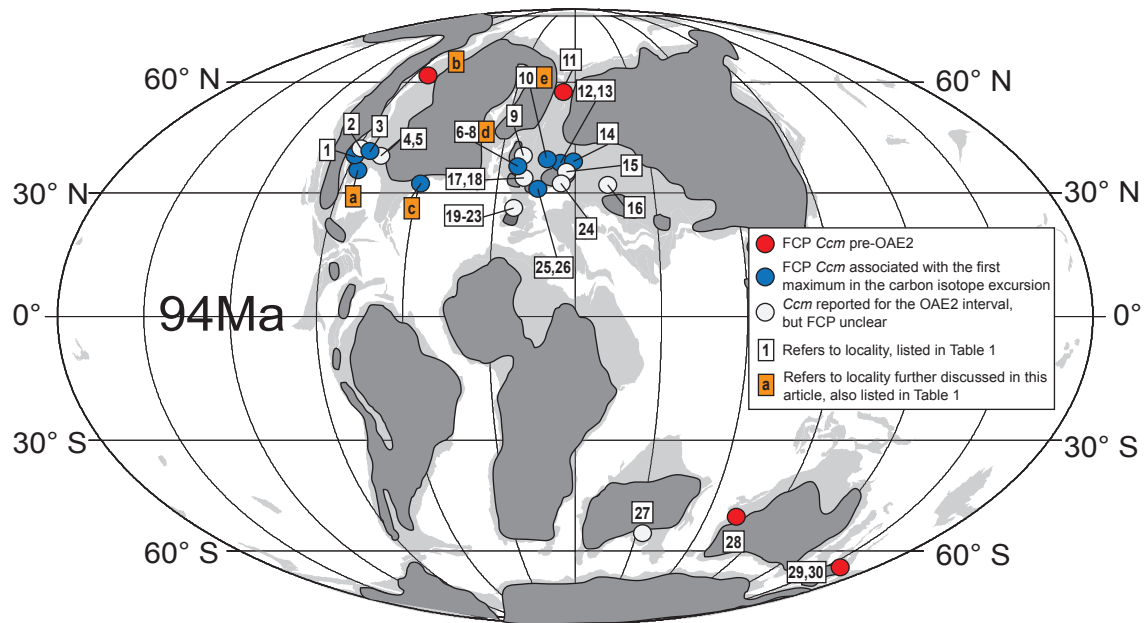 60° N
60° N
30° N
30° N
0°
0°
30° S
30° S
60° S
60° S
94Ma
b
11
10
e
12,13
9
2
3
6-8
d
14
1
4,5
15
17,18
a
c
16
19-23
24
25,26
27
28
29,30
FCP Ccm pre-OAE2
FCP Ccm associated with the first
maximum in the carbon isotope excursion
Ccm reported for the OAE2 interval,
but FCP unclear
1 Refers to locality, listed in Table 1
a Refers to locality further discussed in this
article, also listed in Table 1